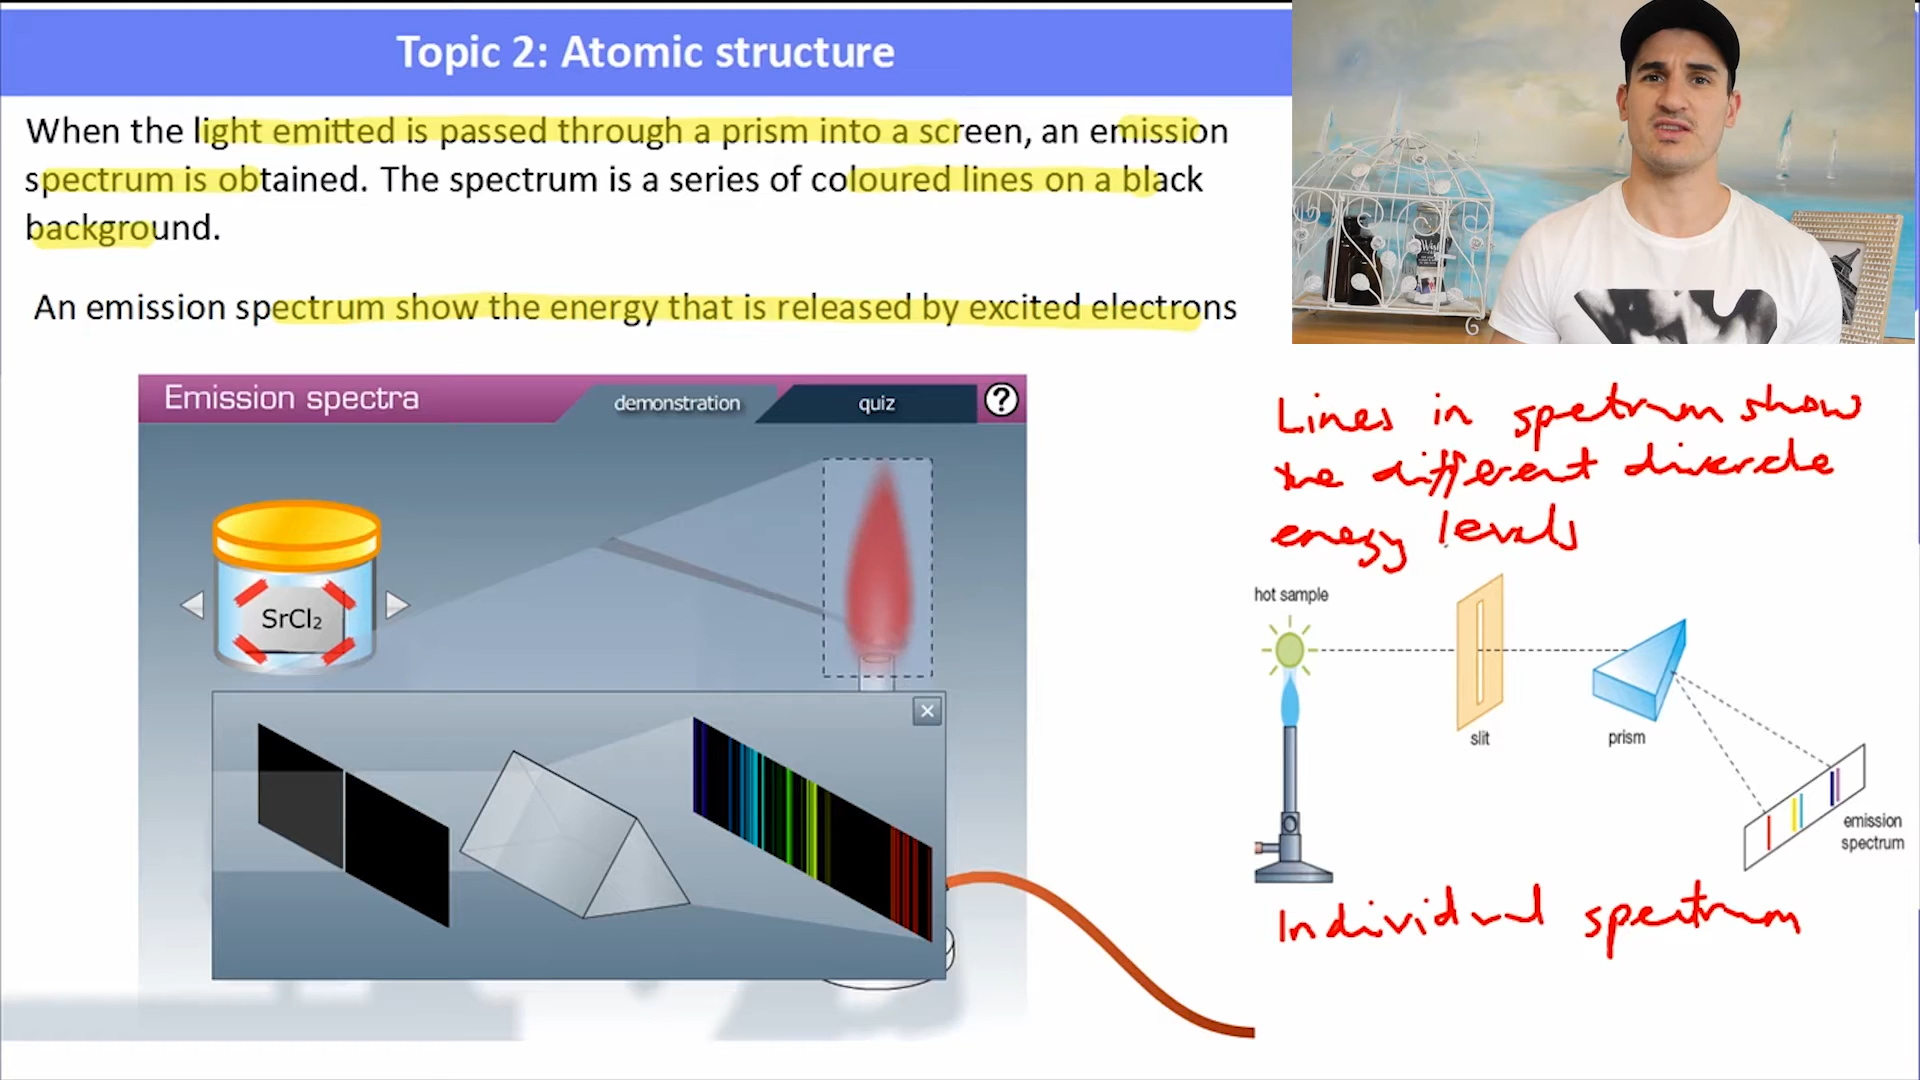 Topic 2: Atomic structure
When the light emitted is passed through a prism into a screen, an emission
spectrum is obtained. The spectrum is a series of coloured lines on a black
background.
An emission spectrum show the energy that is released by excited electrons
Emission spectra
demonstration
quiz
?
SrCl₂
Lines in spetrum show
the different
energy levels
hot sample
slit
prism
emission
spectrum
Individual spectrum